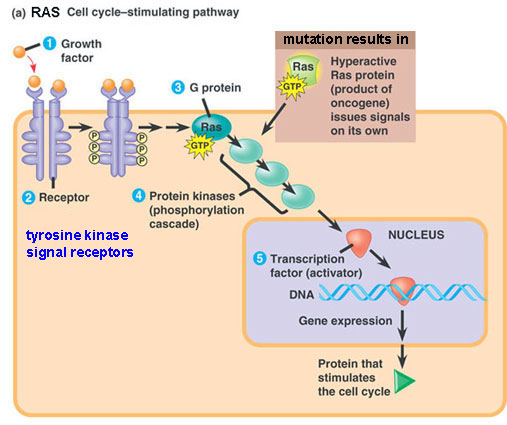 (a) RAS Cell cycle–stimulating pathway
1 Growth
factor
mutation results in
Ras
GTP
Hyperactive
Ras protein
(product of
oncogene)
issues signals
on its own
3 G protein
Ras
GTP
P
P
P
P
P
P
2 Receptor
4 Protein kinases
(phosphorylation
cascade)
tyrosine kinase
signal receptors
NUCLEUS
5 Transcription
factor (activator)
DNA
Gene expression
Protein that
stimulates
the cell cycle